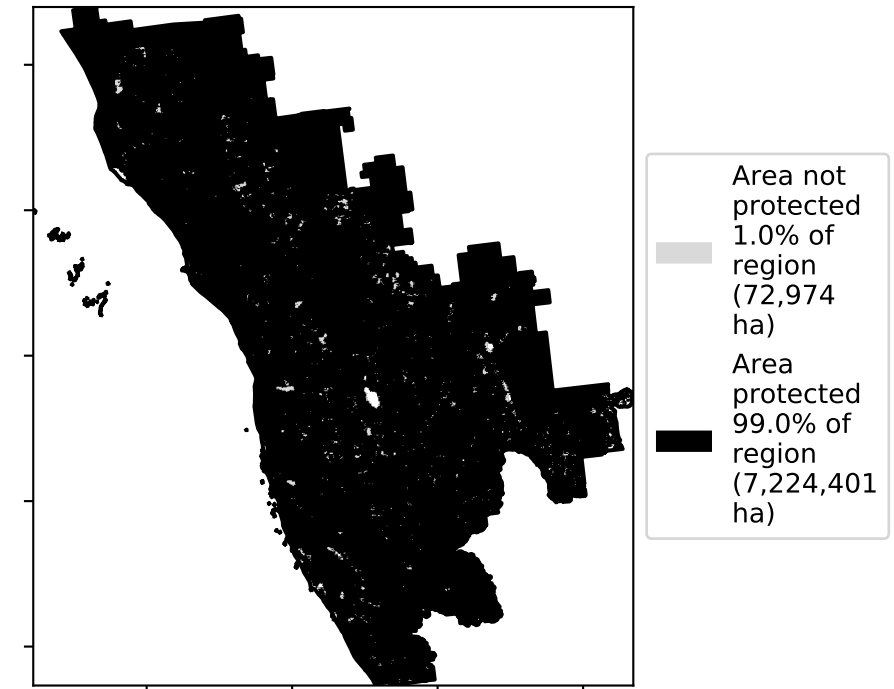 Area not
protected
1.0% of
region
(72,974
ha)
Area
protected
99.0% of
region
(7,224,401
ha)